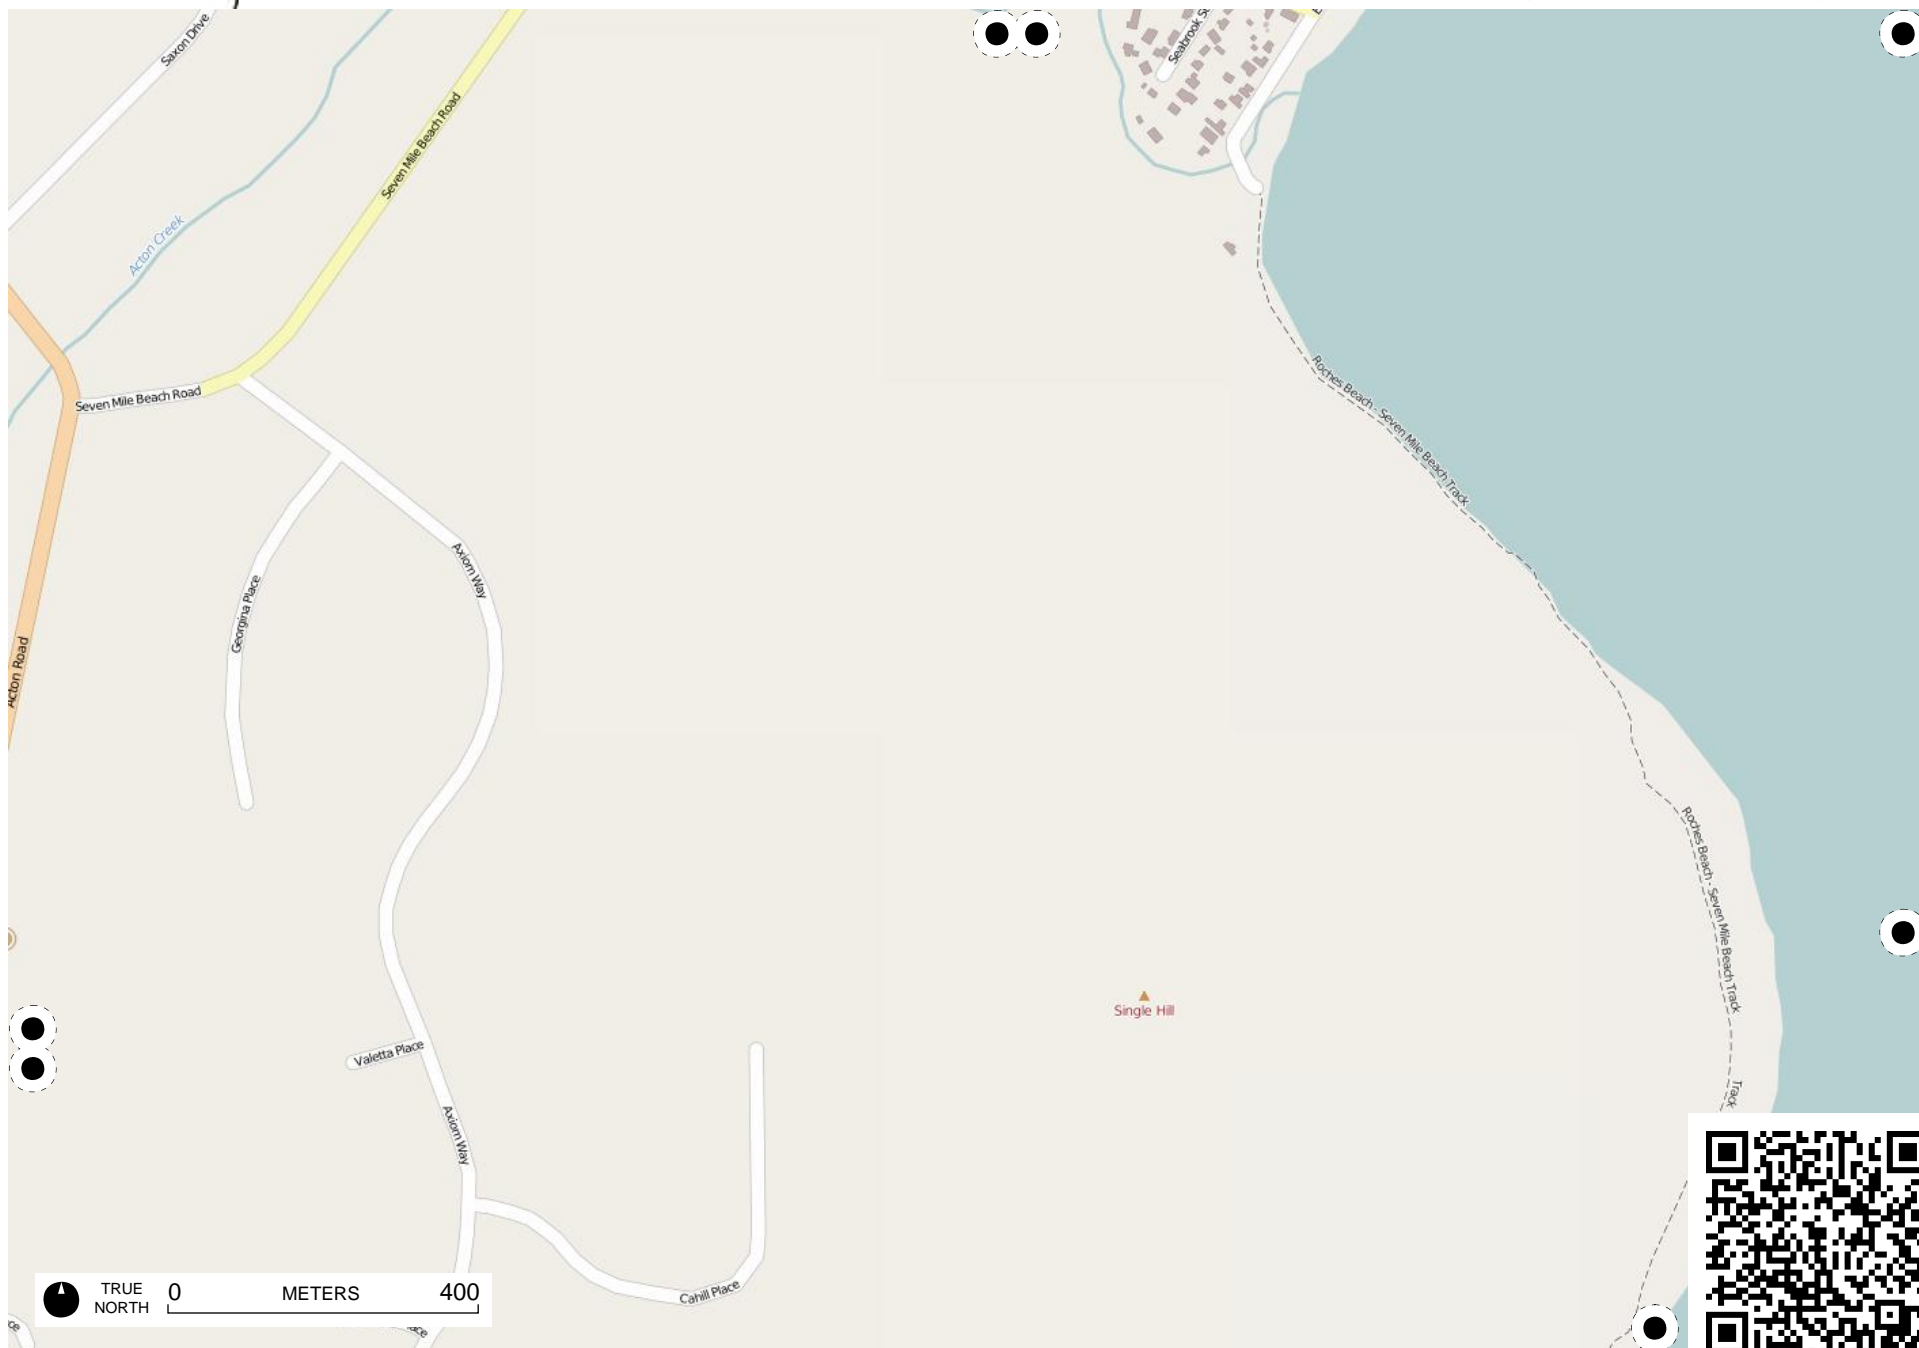 Saxon Drive
Seabrook
Seven Mile Beach Road
Acton Creek
Seven Mile Beach Road
Roches Beach - Seven Mile Beach Track
Axiom Way
Georgina Place
Acton Road
Roches Beach - Seven Mile Beach Track
Single Hill
Valetta Place
Track
Axiom Way
Cahill Place
TRUE
NORTH
0 METERS 400